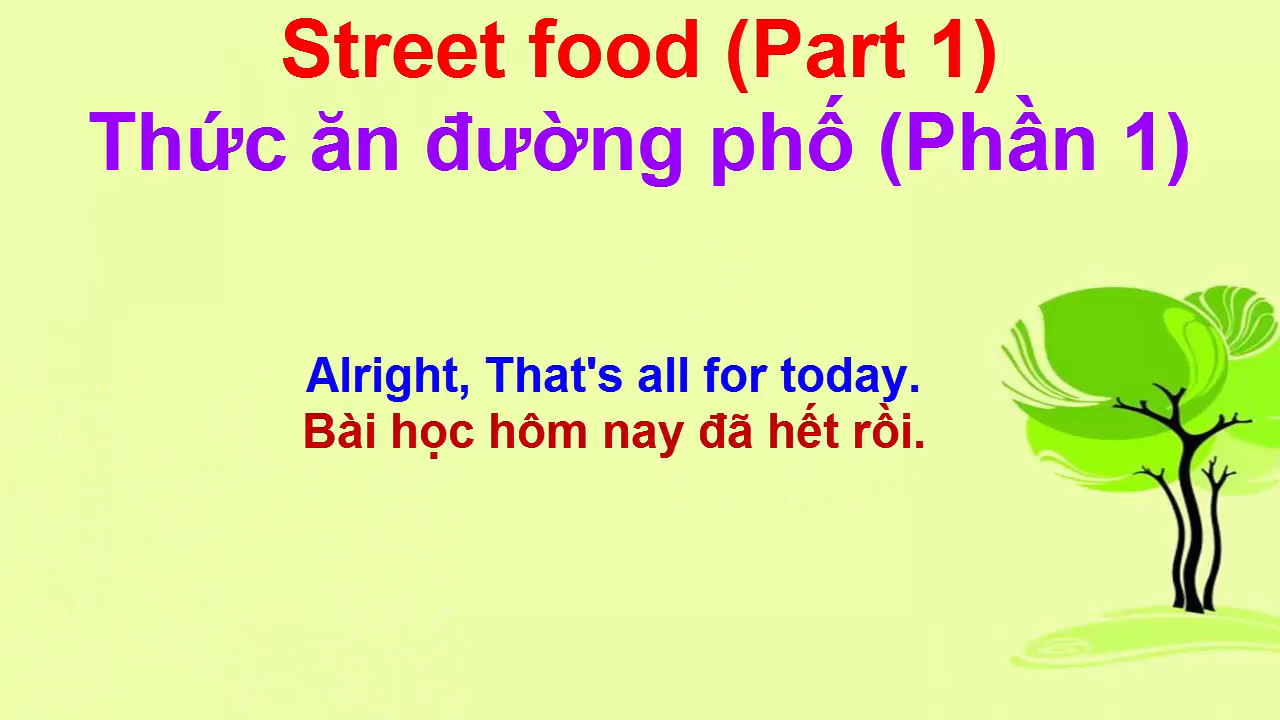 Street food (Part 1)
Thức ăn đường phố (Phần 1)
Alright, That's all for today.
Bài học hôm nay đã hết rồi.